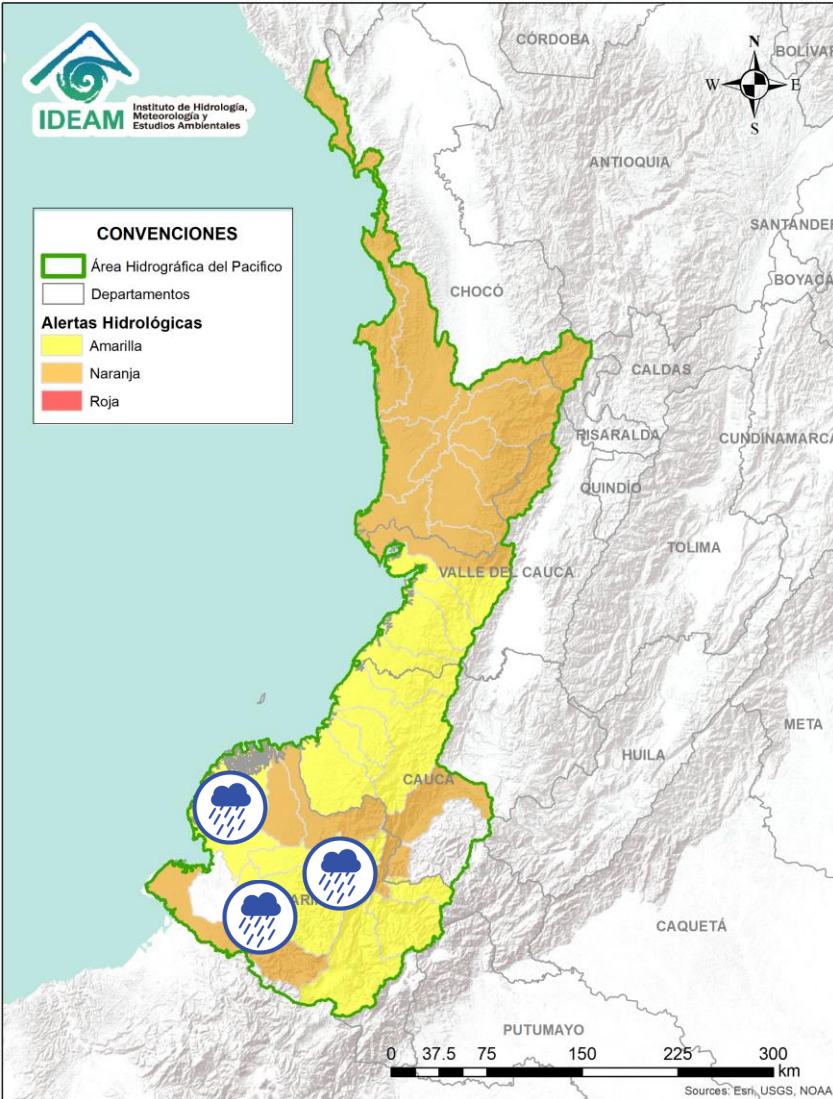 IDEAM
Instituto de Hidrología,
Meteorología y
Estudios Ambientales
CÓRDOBA
N
W
E
S
ANTIOQUIA
CONVENCIONES
Área Hidrográfica del Pacifico
Departamentos
Alertas Hidrológicas
Amarilla
Naranja
Roja
SANTANDER
BOYACÁ
CHOCÓ
CALDAS
RISARALDA
CUNDINAMARCA
QUINDÍO
TOLIMA
VALLE DEL CAUCA
META
HUILA
CAUCA
CAQUETÁ
PUTUMAYO
0 37.5 75 150 225 300
km
Sources: Esri, USGS, NOAA